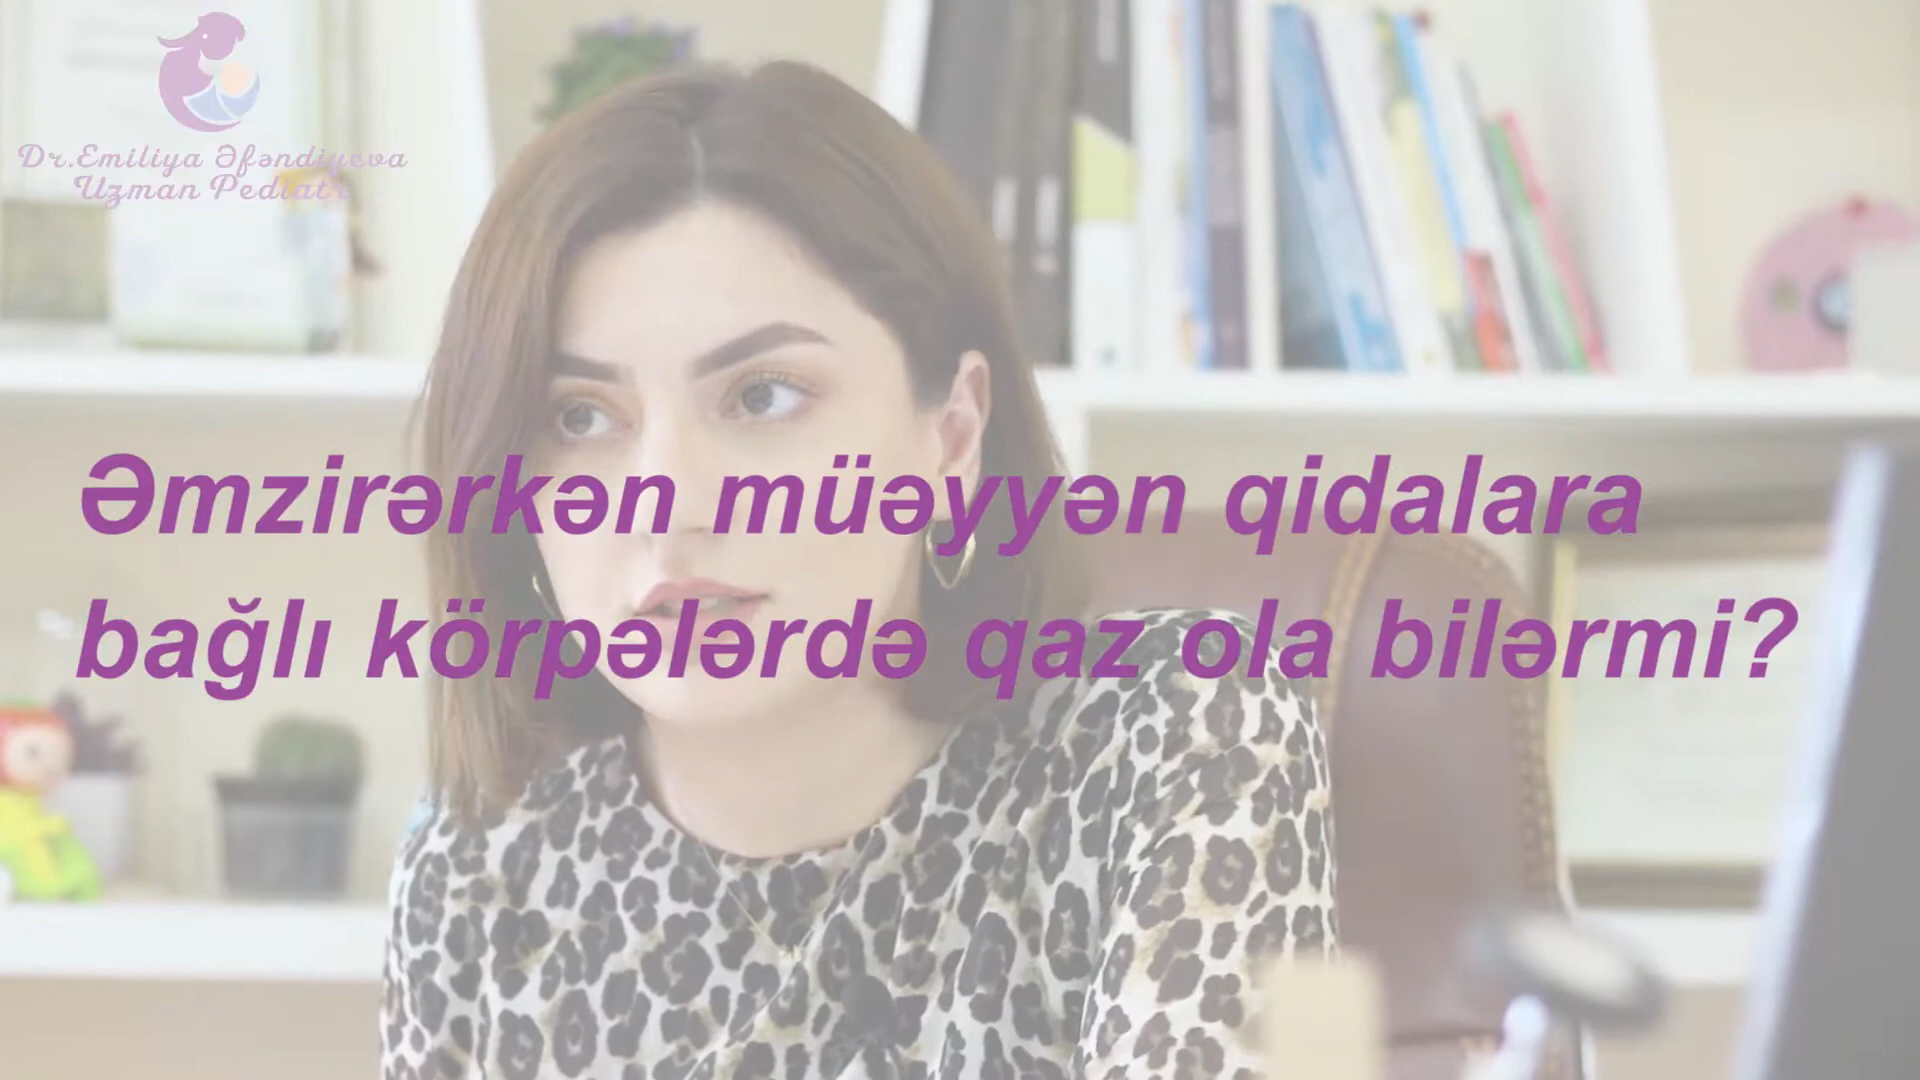 Dr.Emiliya Əfəndiyeva
Uzman Pediatr
Əmzirərkən müəyyən qidalara
bağlı körpələrdə qaz ola bilərmi?